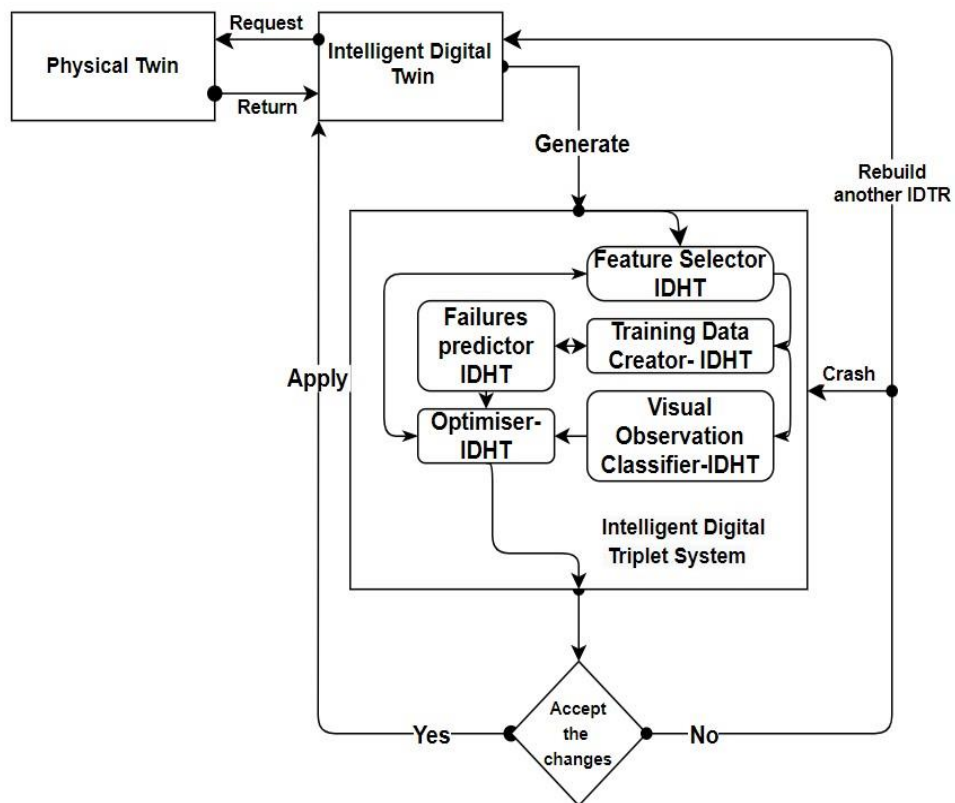 Request
Physical Twin
Intelligent Digital
Twin
Return
Generate
Rebuild
another IDTR
Feature Selector
IDHT
Failures
predictor
IDHT
Training Data
Creator- IDHT
Apply
Crash
Optimiser-
IDHT
Visual
Observation
Classifier-IDHT
Intelligent Digital
Triplet System
Accept
the
changes
Yes
No